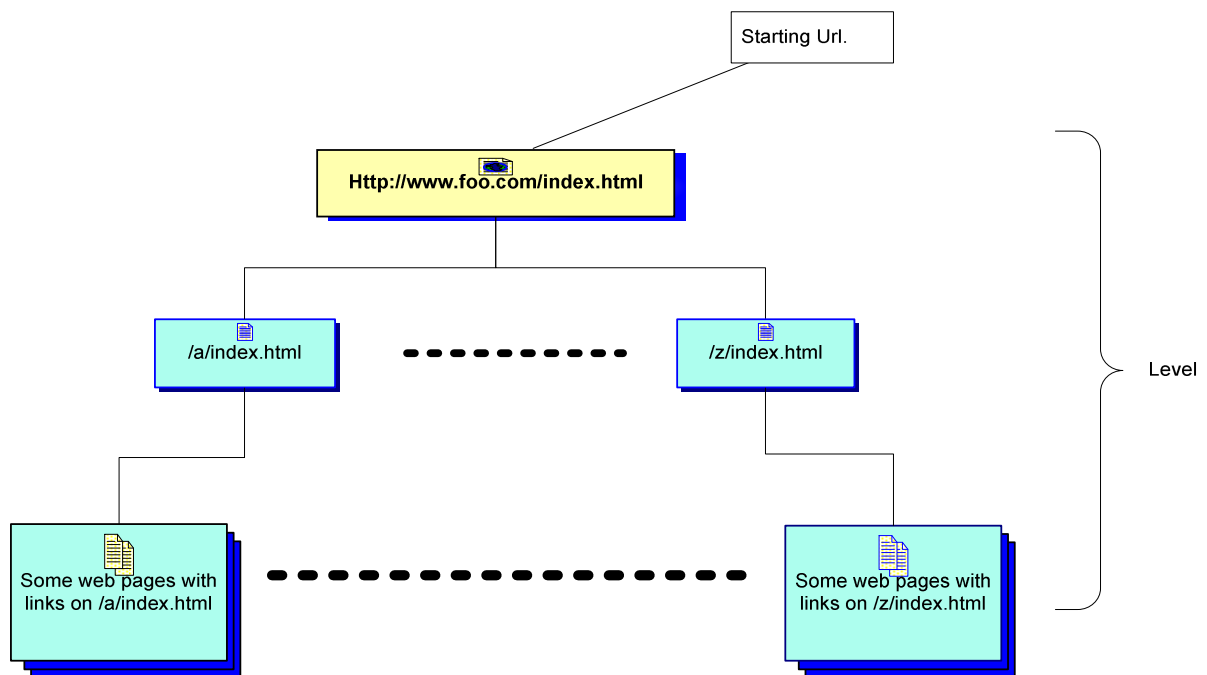 Starting Url.
Http://www.foo.com/index.html
/a/index.html
/z/index.html
Level
Some web pages with
links on /a/index.html
Some web pages with
links on /z/index.html